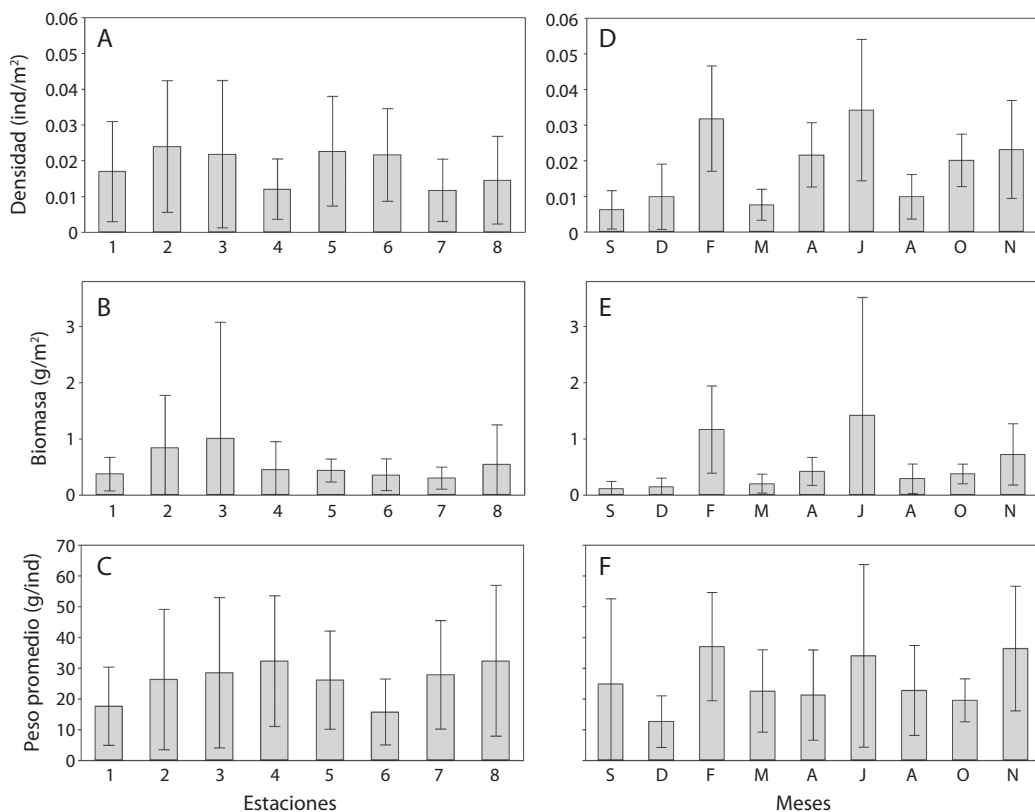 A
Densidad (ind/m²)
0.06
0.05
0.04
0.03
0.02
0.01
0
1 2 3 4 5 6 7 8
D
0.06
0.05
0.04
0.03
0.02
0.01
0
S D F M A J A O N
B
Biomasa (g/m²)
3
2
1
0
1 2 3 4 5 6 7 8
E
3
2
1
0
S D F M A J A O N
C
Peso promedio (g/ind)
70
60
50
40
30
20
10
0
1 2 3 4 5 6 7 8
Estaciones
F
S D F M A J A O N
Meses